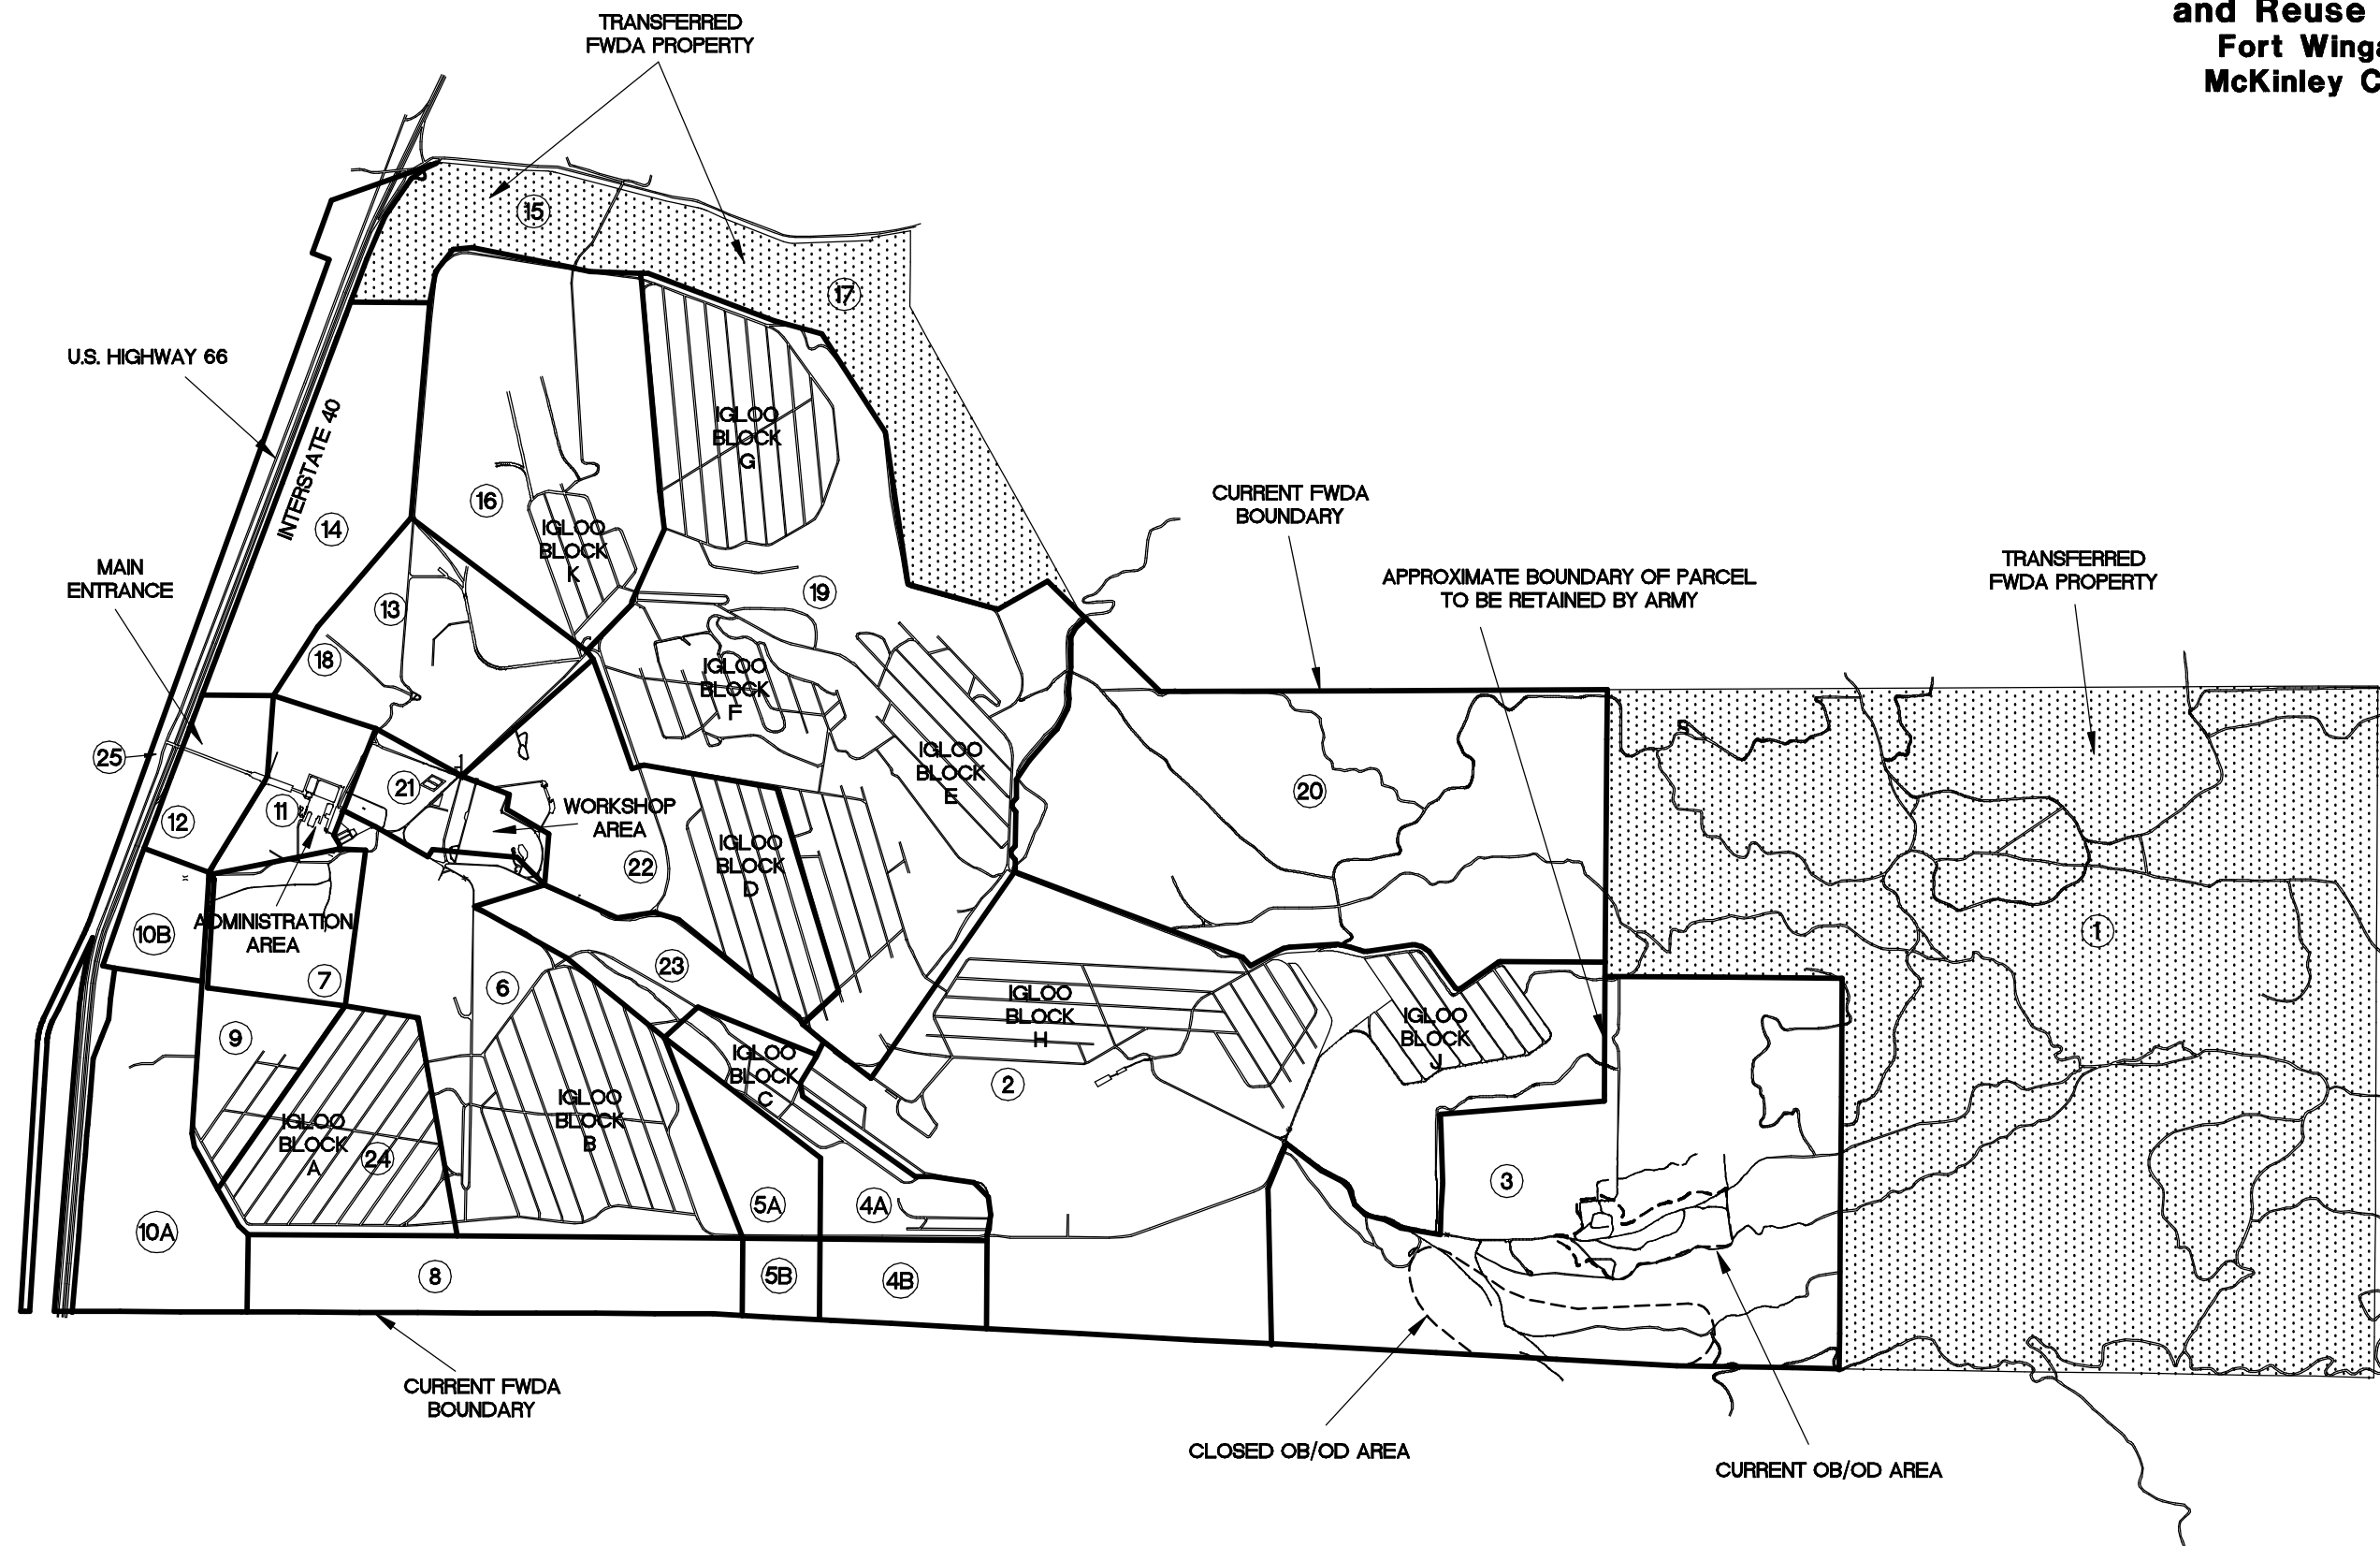 and Reuse
Fort
McKinley
TRANSFERRED
FWDA PROPERTY
15
17
U.S. HIGHWAY 66
INTERSTATE 40
14
16
IGLOO
BLOCK
G
IGLOO
BLOCK
K
CURRENT FWDA
BOUNDARY
APPROXIMATE BOUNDARY OF PARCEL
TO BE RETAINED BY ARMY
TRANSFERRED
FWDA PROPERTY
MAIN
ENTRANCE
13
18
19
IGLOO
BLOCK
F
IGLOO
BLOCK
E
20
25
12
11
21
WORKSHOP
AREA
22
IGLOO
BLOCK
D
1
10B
ADMINISTRATION
AREA
7
6
23
9
IGLOO
BLOCK
H
IGLOO
BLOCK
J
2
IGLOO
BLOCK
C
IGLOO
BLOCK
B
IGLOO
BLOCK
A
24
3
10A
5A
4A
8
5B
4B
CURRENT FWDA
BOUNDARY
CLOSED OB/OD AREA
CURRENT OB/OD AREA